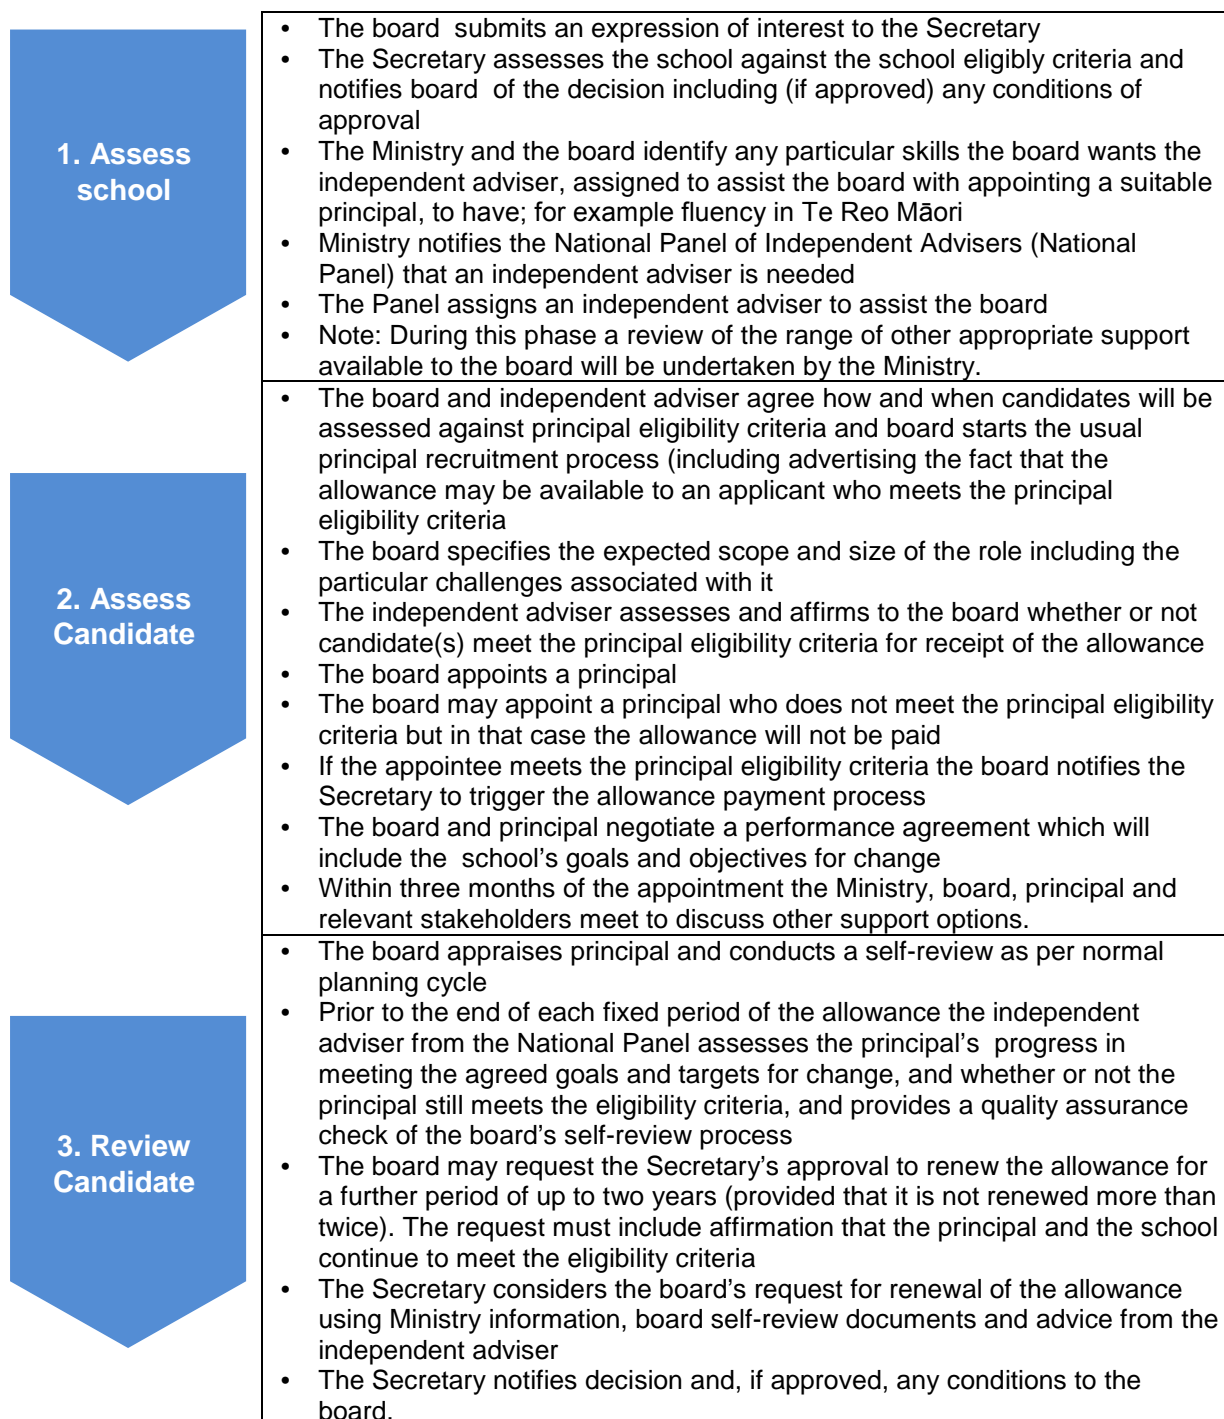 1. Assess
school
• The board  submits an expression of interest to the Secretary
• The Secretary assesses the school against the school eligibly criteria and
notifies board  of the decision including (if approved) any conditions of
approval
• The Ministry and the board identify any particular skills the board wants the
independent adviser, assigned to assist the board with appointing a suitable
principal, to have; for example fluency in Te Reo Māori
• Ministry notifies the National Panel of Independent Advisers (National
Panel) that an independent adviser is needed
• The Panel assigns an independent adviser to assist the board
• Note: During this phase a review of the range of other appropriate support
available to the board will be undertaken by the Ministry.
2. Assess
Candidate
• The board and independent adviser agree how and when candidates will be
assessed against principal eligibility criteria and board starts the usual
principal recruitment process (including advertising the fact that the
allowance may be available to an applicant who meets the principal
eligibility criteria
• The board specifies the expected scope and size of the role including the
particular challenges associated with it
• The independent adviser assesses and affirms to the board whether or not
candidate(s) meet the principal eligibility criteria for receipt of the allowance
• The board appoints a principal
• The board may appoint a principal who does not meet the principal eligibility
criteria but in that case the allowance will not be paid
• If the appointee meets the principal eligibility criteria the board notifies the
Secretary to trigger the allowance payment process
• The board and principal negotiate a performance agreement which will
include the  school’s goals and objectives for change
• Within three months of the appointment the Ministry, board, principal and
relevant stakeholders meet to discuss other support options.
3. Review
Candidate
• The board appraises principal and conducts a self-review as per normal
planning cycle
• Prior to the end of each fixed period of the allowance the independent
adviser from the National Panel assesses the principal’s  progress in
meeting the agreed goals and targets for change, and whether or not the
principal still meets the eligibility criteria, and provides a quality assurance
check of the board’s self-review process
• The board may request the Secretary’s approval to renew the allowance for
a further period of up to two years (provided that it is not renewed more than
twice). The request must include affirmation that the principal and the school
continue to meet the eligibility criteria
• The Secretary considers the board’s request for renewal of the allowance
using Ministry information, board self-review documents and advice from the
independent adviser
• The Secretary notifies decision and, if approved, any conditions to the
board.